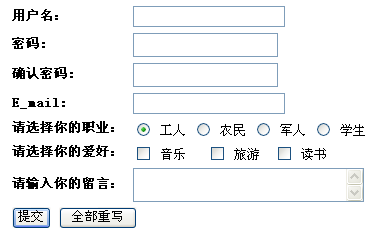 用户名：
密码：
确认密码：
E_mail：
请选择你的职业： 工人 农民 军人 学生
请选择你的爱好： 音乐 旅游 读书
请输入你的留言：
提交 全部重写